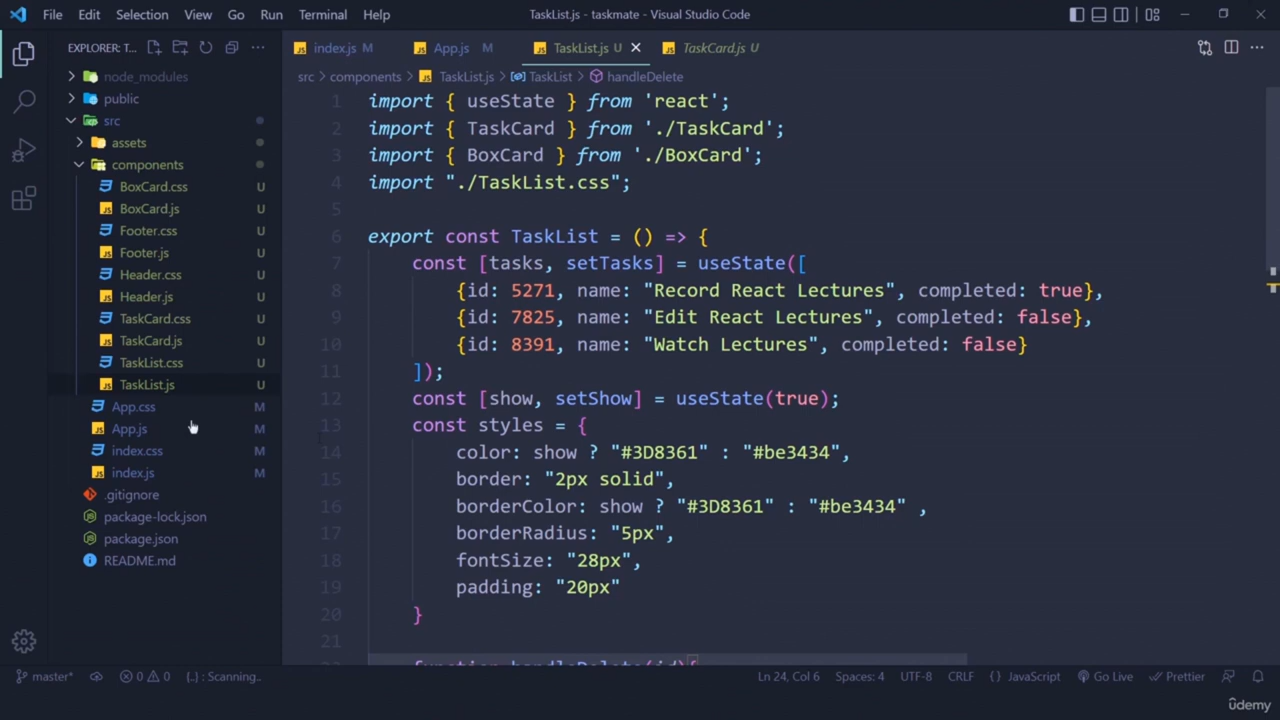 File Edit Selection View Go Run Terminal Help
TaskList.js - taskmate - Visual Studio Code
EXPLORER: T...
node_modules
public
src
assets
components
BoxCard.css U
BoxCard.js U
Footer.css U
Footer.js U
Header.css U
Header.js U
TaskCard.css U
TaskCard.js U
TaskList.css U
TaskList.js U
App.css M
App.js M
index.css M
index.js M
.gitignore
package-lock.json
package.json
README.md
index.js M App.js M TaskList.js U TaskCard.js U
src components TaskList.js TaskList handleDelete
1 import { useState } from 'react';
2 import { TaskCard } from './TaskCard';
3 import { BoxCard } from './BoxCard';
4 import "./TaskList.css";
5
6 export const TaskList = () => {
7 const [tasks, setTasks] = useState([
8 {id: 5271, name: "Record React Lectures", completed: true},
9 {id: 7825, name: "Edit React Lectures", completed: false},
10 {id: 8391, name: "Watch Lectures", completed: false}
11 ]);
12 const [show, setShow] = useState(true);
13 const styles = {
14 color: show ? "#3D8361" : "#be3434",
15 border: "2px solid",
16 borderColor: show ? "#3D8361" : "#be3434" ,
17 borderRadius: "5px",
18 fontSize: "28px",
19 padding: "20px"
20 }
21
22 function handleDelete(id){
master* 0 0 {..} : Scanning.. Ln 24, Col 6 Spaces: 4 UTF-8 CRLF {} JavaScript Go Live Prettier
udemy